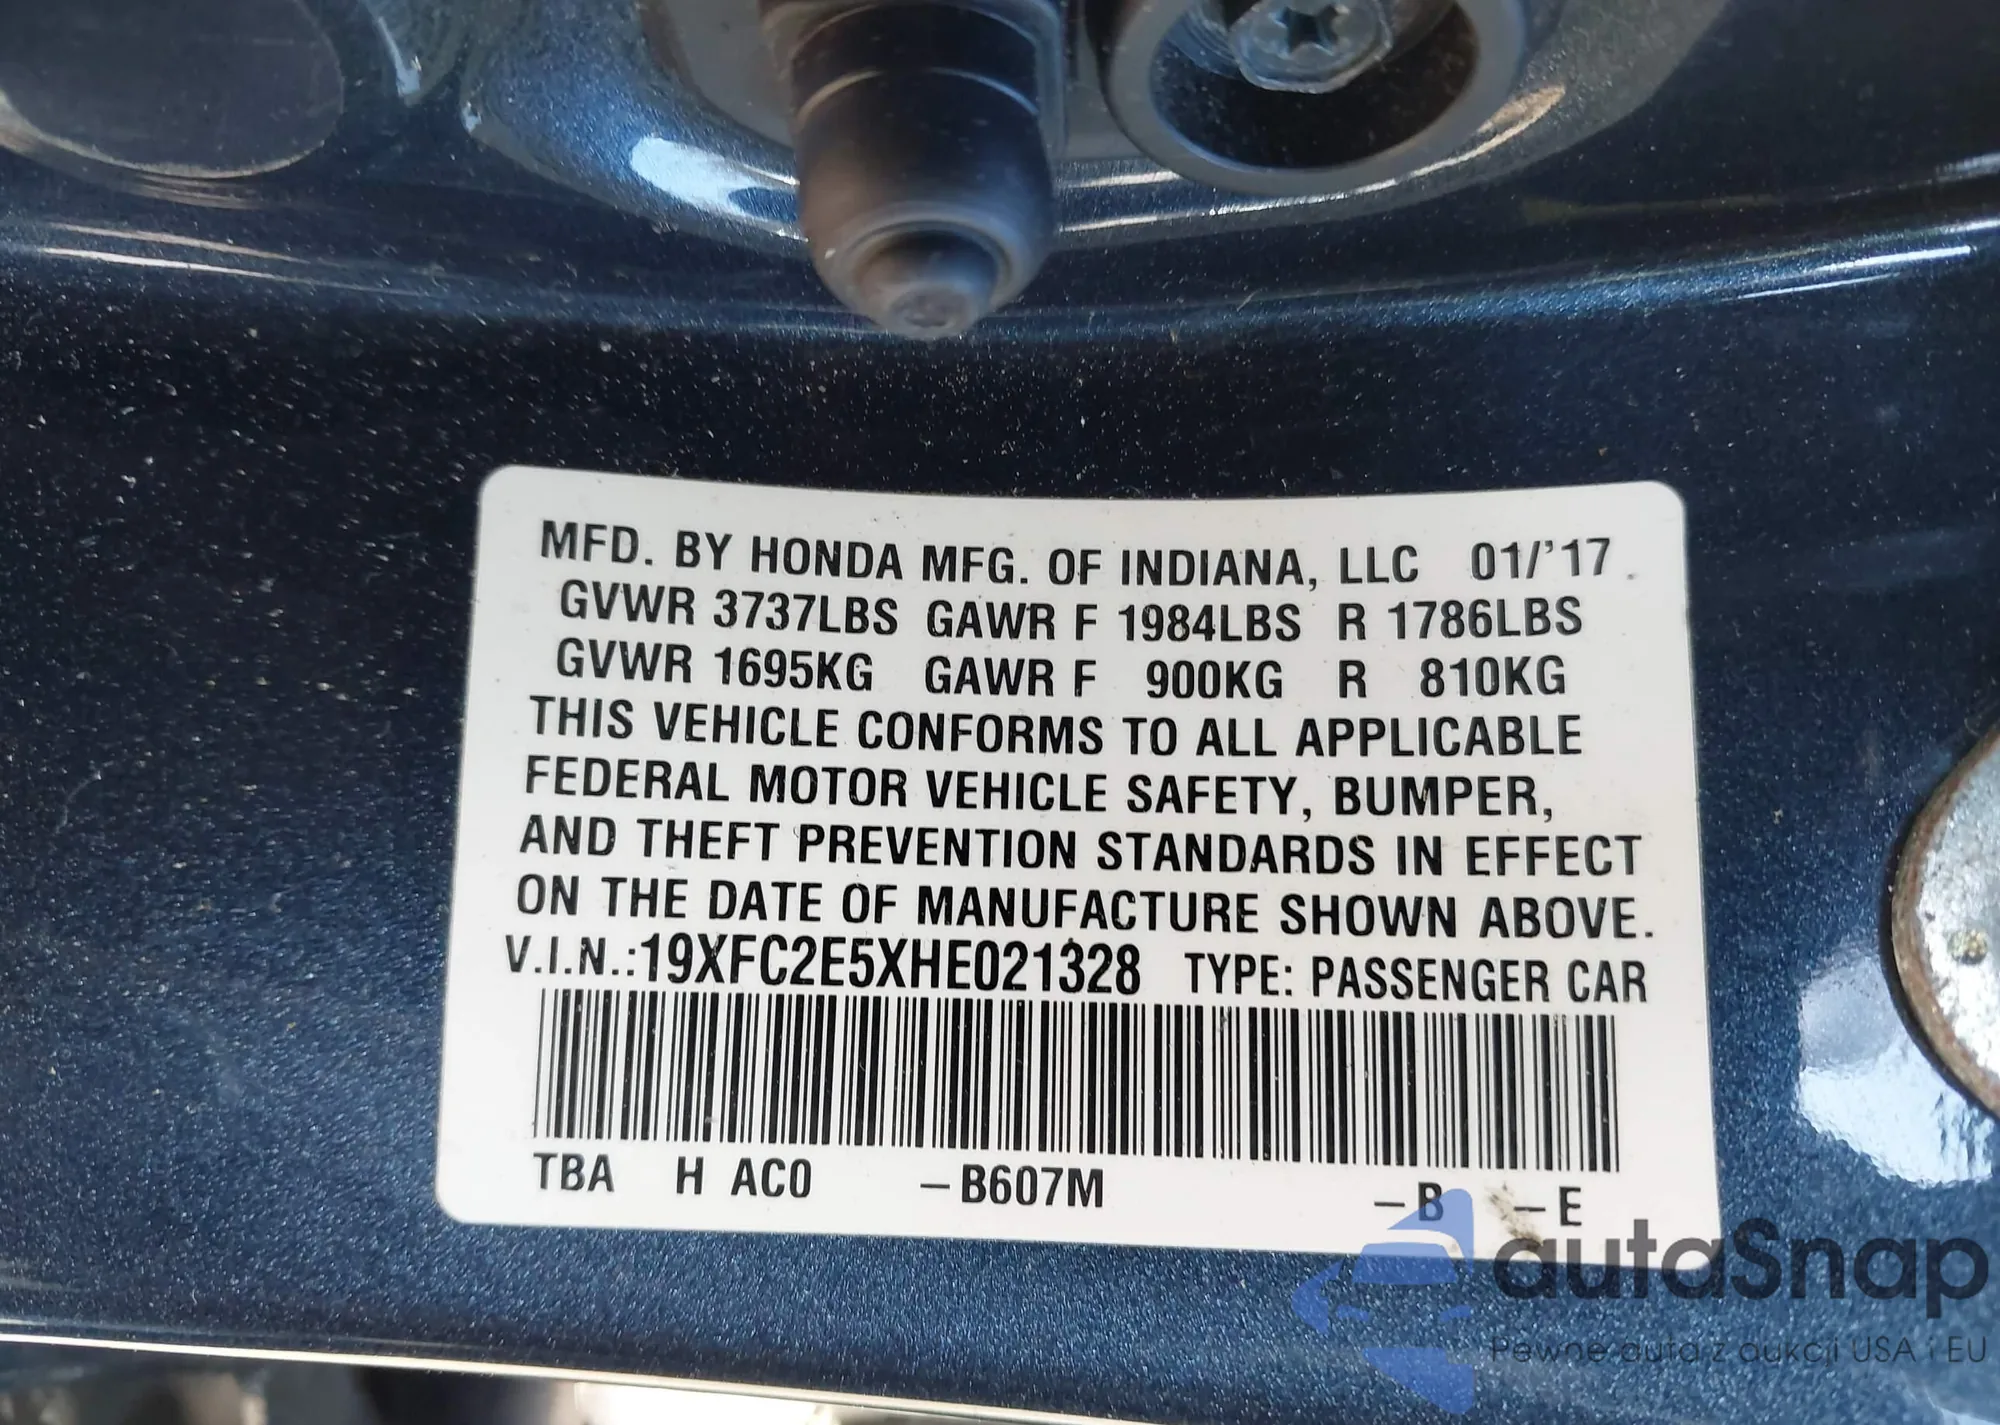 MFD. BY HONDA MFG. OF INDIANA, LLC 01/'17
GVWR 3737LBS GAWR F 1984LBS R 1786LBS
GVWR 1695KG GAWR F 900KG R 810KG
THIS VEHICLE CONFORMS TO ALL APPLICABLE
FEDERAL MOTOR VEHICLE SAFETY, BUMPER,
AND THEFT PREVENTION STANDARDS IN EFFECT
ON THE DATE OF MANUFACTURE SHOWN ABOVE.
V.I.N.:19XFC2E5XHE021328 TYPE: PASSENGER CAR
TBA H AC0 –B607M –B –E
autaSnap
Pewne auta z aukcji USA i EU